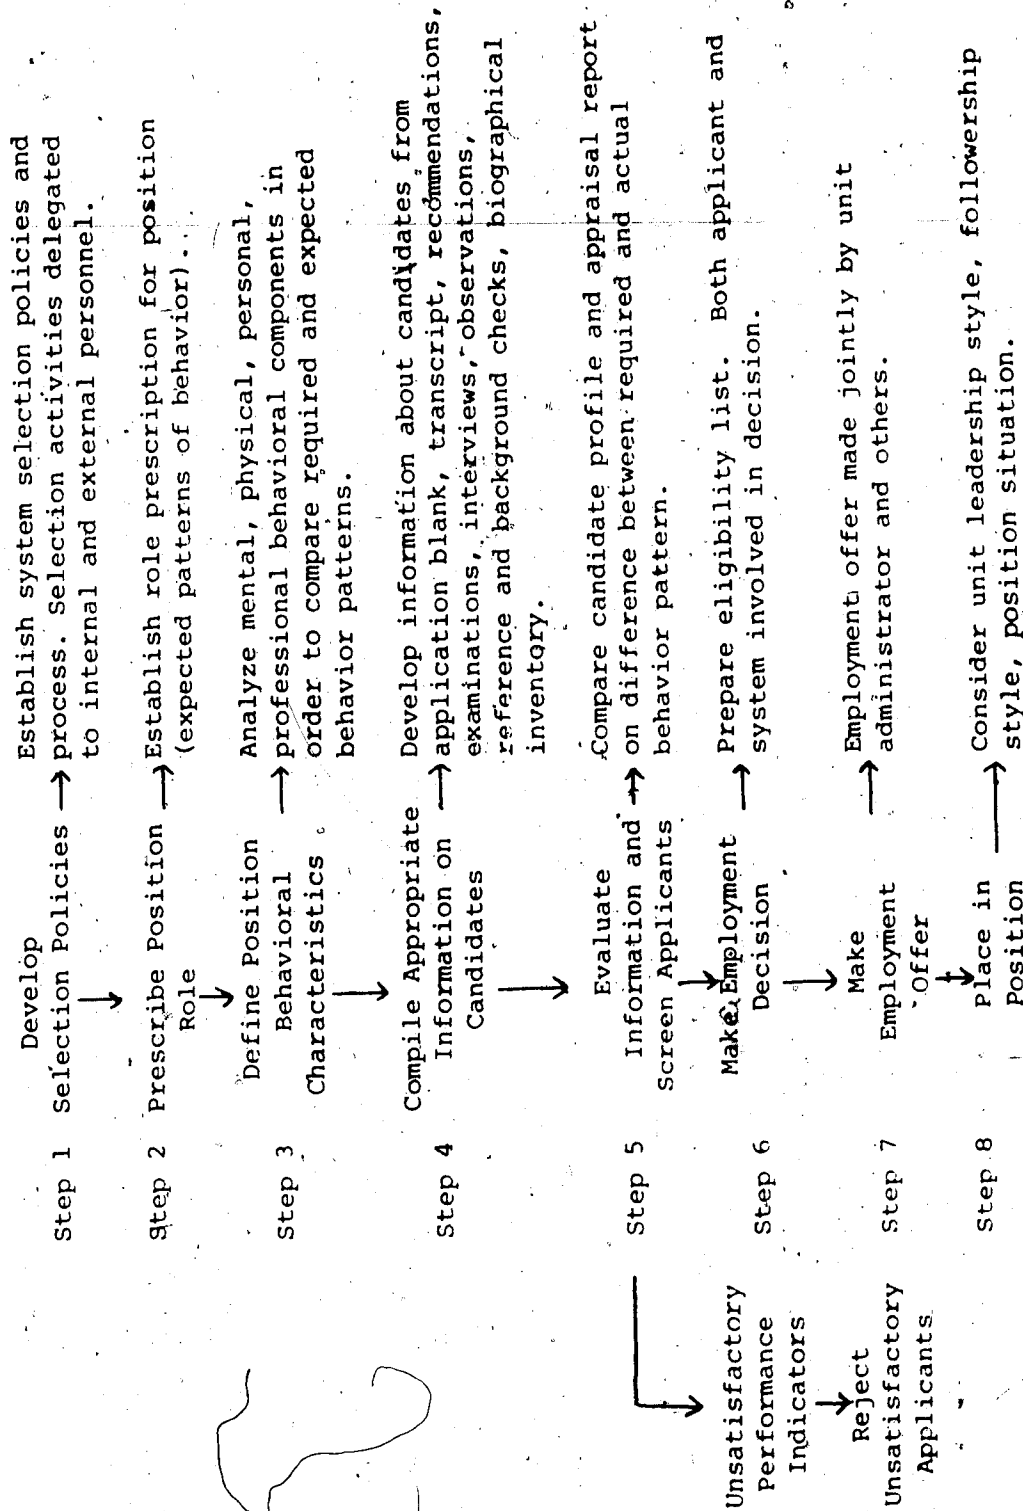 Develop
Step 1 Selection Policies → Establish system selection policies and
process. Selection activities delegated
to internal and external personnel.
Step 2 Prescribe Position → Establish role prescription for position
Role
(expected patterns of behavior)..
Step 3
Define Position
Behavioral
Characteristics
Analyze mental, physical, personal,
→ professional behavioral components in
order to compare required and expected
behavior patterns.
Step 4
Compile Appropriate
Information on
Candidates
Develop information about candidates from
→ application blank, transcript, recommendations,
examinations, interviews, observations,
reference and background checks, biographical
inventory.
Step 5
Evaluate
Information and
Screen Applicants
Compare candidate profile and appraisal report
→ on difference between required and actual
behavior pattern.
Step 6
Make Employment
Decision
→ Prepare eligibility list. Both applicant and
system involved in decision.
Step 7
Make
Employment
Offer
→ Employment offer made jointly by unit
administrator and others.
Step 8
Place in
Position
→ Consider unit leadership style, followership
style, position situation.
Unsatisfactory
Performance
Indicators
Reject
Unsatisfactory
Applicants